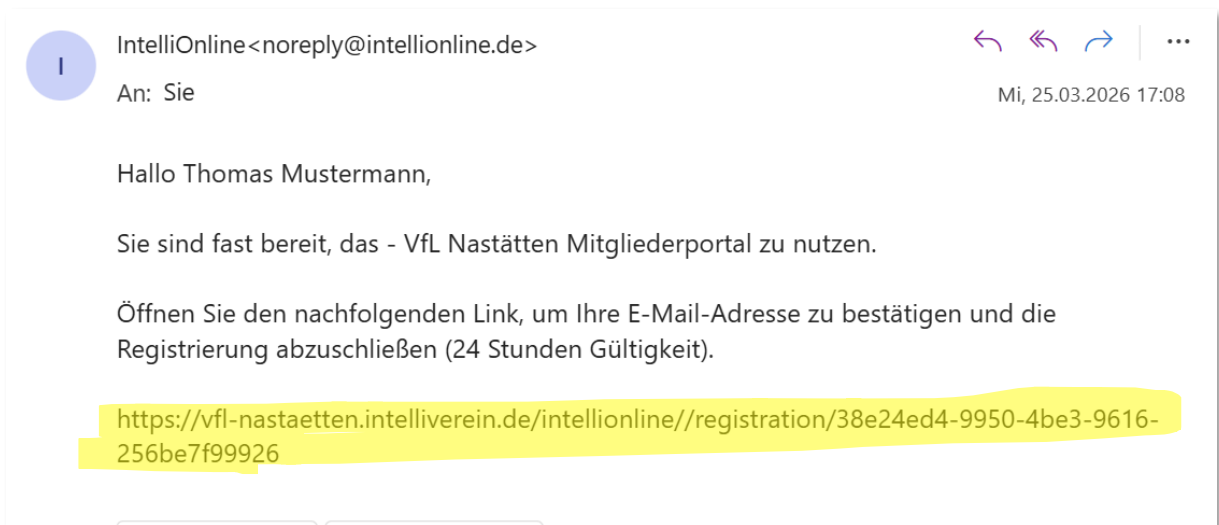 I
IntelliOnline<noreply@intellionline.de>
An: Sie
Mi, 25.03.2026 17:08
Hallo Thomas Mustermann,
Sie sind fast bereit, das - VfL Nastätten Mitgliederportal zu nutzen.
Öffnen Sie den nachfolgenden Link, um Ihre E-Mail-Adresse zu bestätigen und die
Registrierung abzuschließen (24 Stunden Gültigkeit).
https://vfl-nastaetten.intelliverein.de/intellionline//registration/38e24ed4-9950-4be3-9616-
256be7f99926